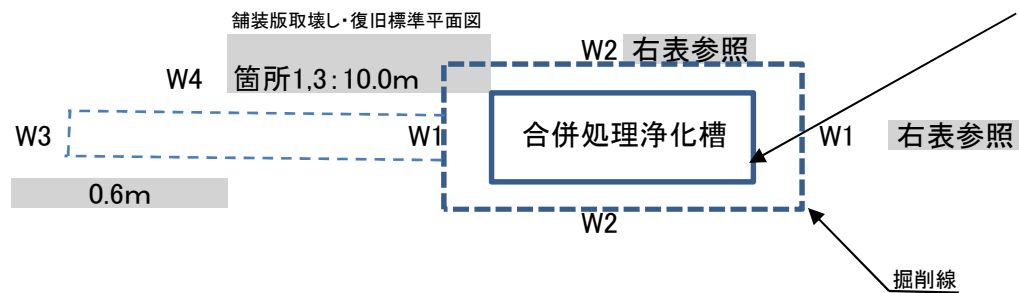 舗装版取壊し・復旧標準平面図
W2 右表参照
W4 箇所1,3：10.0m
W3
W1
合併処理浄化槽
W1 右表参照
0.6m
W2
掘削線